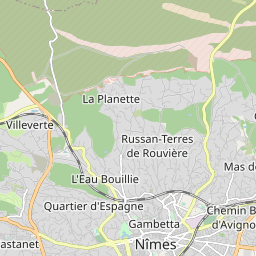 La Planette
Villeverte
Russan-Terres
de Rouvière
Mas de
L'Eau Bouillie
Quartier d'Espagne
Chemin B
Gambetta
d'Avigno
Nîmes
astanet